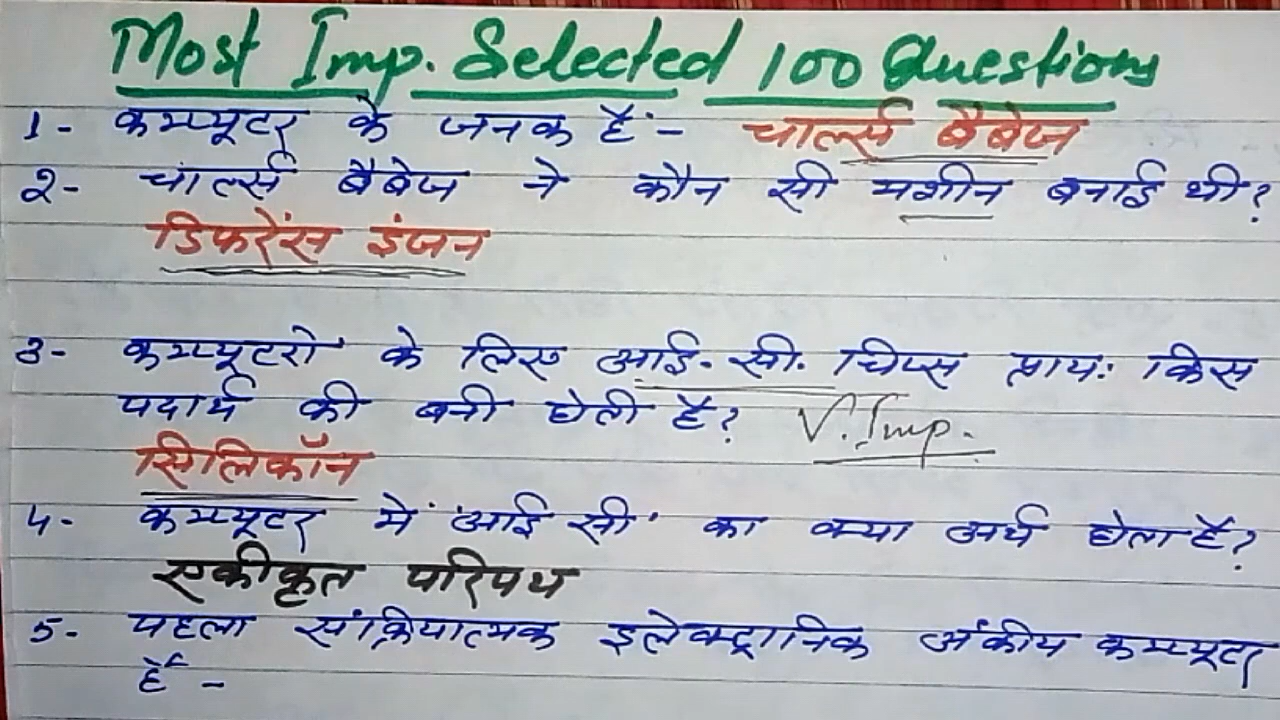 Most Imp. Selected 100 Questions
1- कम्प्यूटर के जनक हैं:- चार्ल्स बैबेज
2- चार्ल्स बैबेज ने कौन सी मशीन बनाई थी?
डिफरेंस इंजन
3- कम्प्यूटरों के लिए आई. सी. चिप्स प्रायः किस
पदार्थ की बनी होती है? V. Imp.
सिलिकॉन
4- कम्प्यूटर में 'आई सी' का क्या अर्थ होता है?
एकीकृत परिपथ
5- पहला सांक्रियात्मक इलेक्ट्रानिक अंकीय कम्प्यूटर
है -